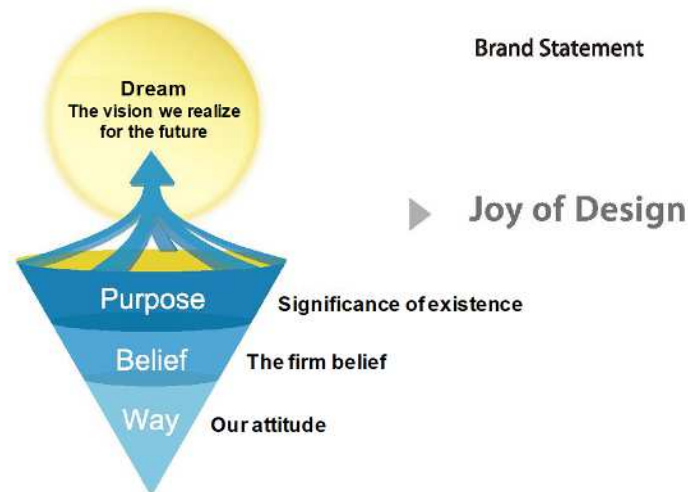 Brand Statement
Dream
The vision we realize
for the future
Joy of Design
Purpose
Significance of existence
Belief
The firm belief
Way
Our attitude